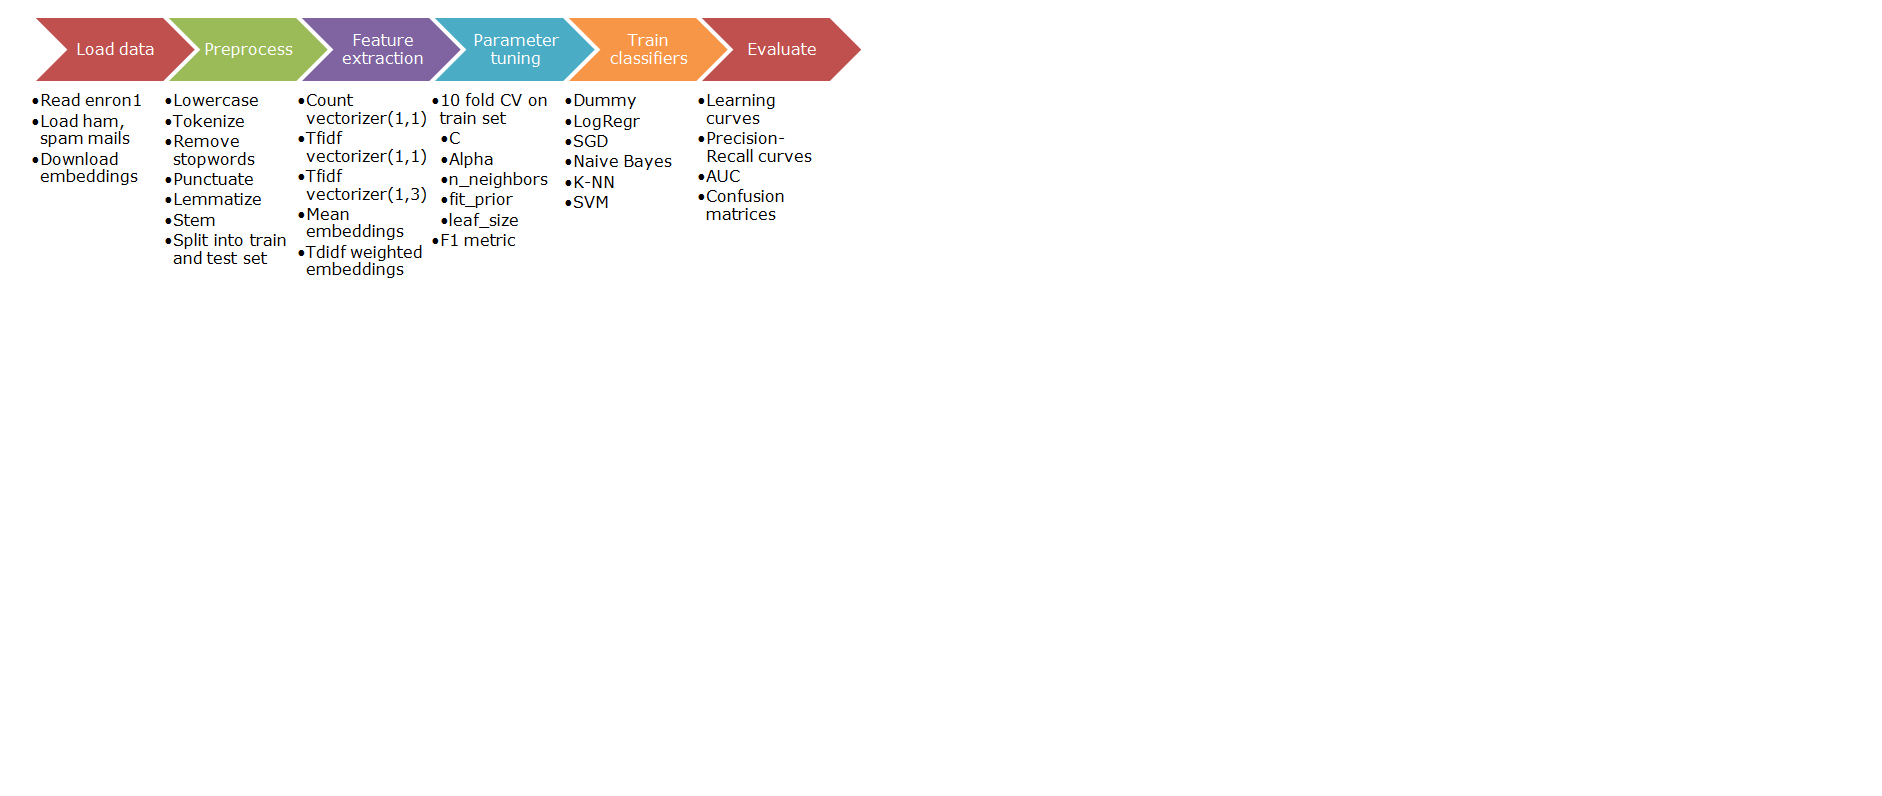 Load data
Preprocess
Feature
extraction
Parameter
tuning
Train
classifiers
Evaluate
•Read enron1
•Load ham,
spam mails
•Download
embeddings
•Lowercase
•Tokenize
•Remove
stopwords
•Punctuate
•Lemmatize
•Stem
•Split into train
and test set
•Count
vectorizer(1,1)
•Tfidf
vectorizer(1,1)
•Tfidf
vectorizer(1,3)
•Mean
embeddings
•Tdidf weighted
embeddings
•10 fold CV on
train set
•C
•Alpha
•n_neighbors
•fit_prior
•leaf_size
•F1 metric
•Dummy
•LogRegr
•SGD
•Naive Bayes
•K-NN
•SVM
•Learning
curves
•Precision-
Recall curves
•AUC
•Confusion
matrices